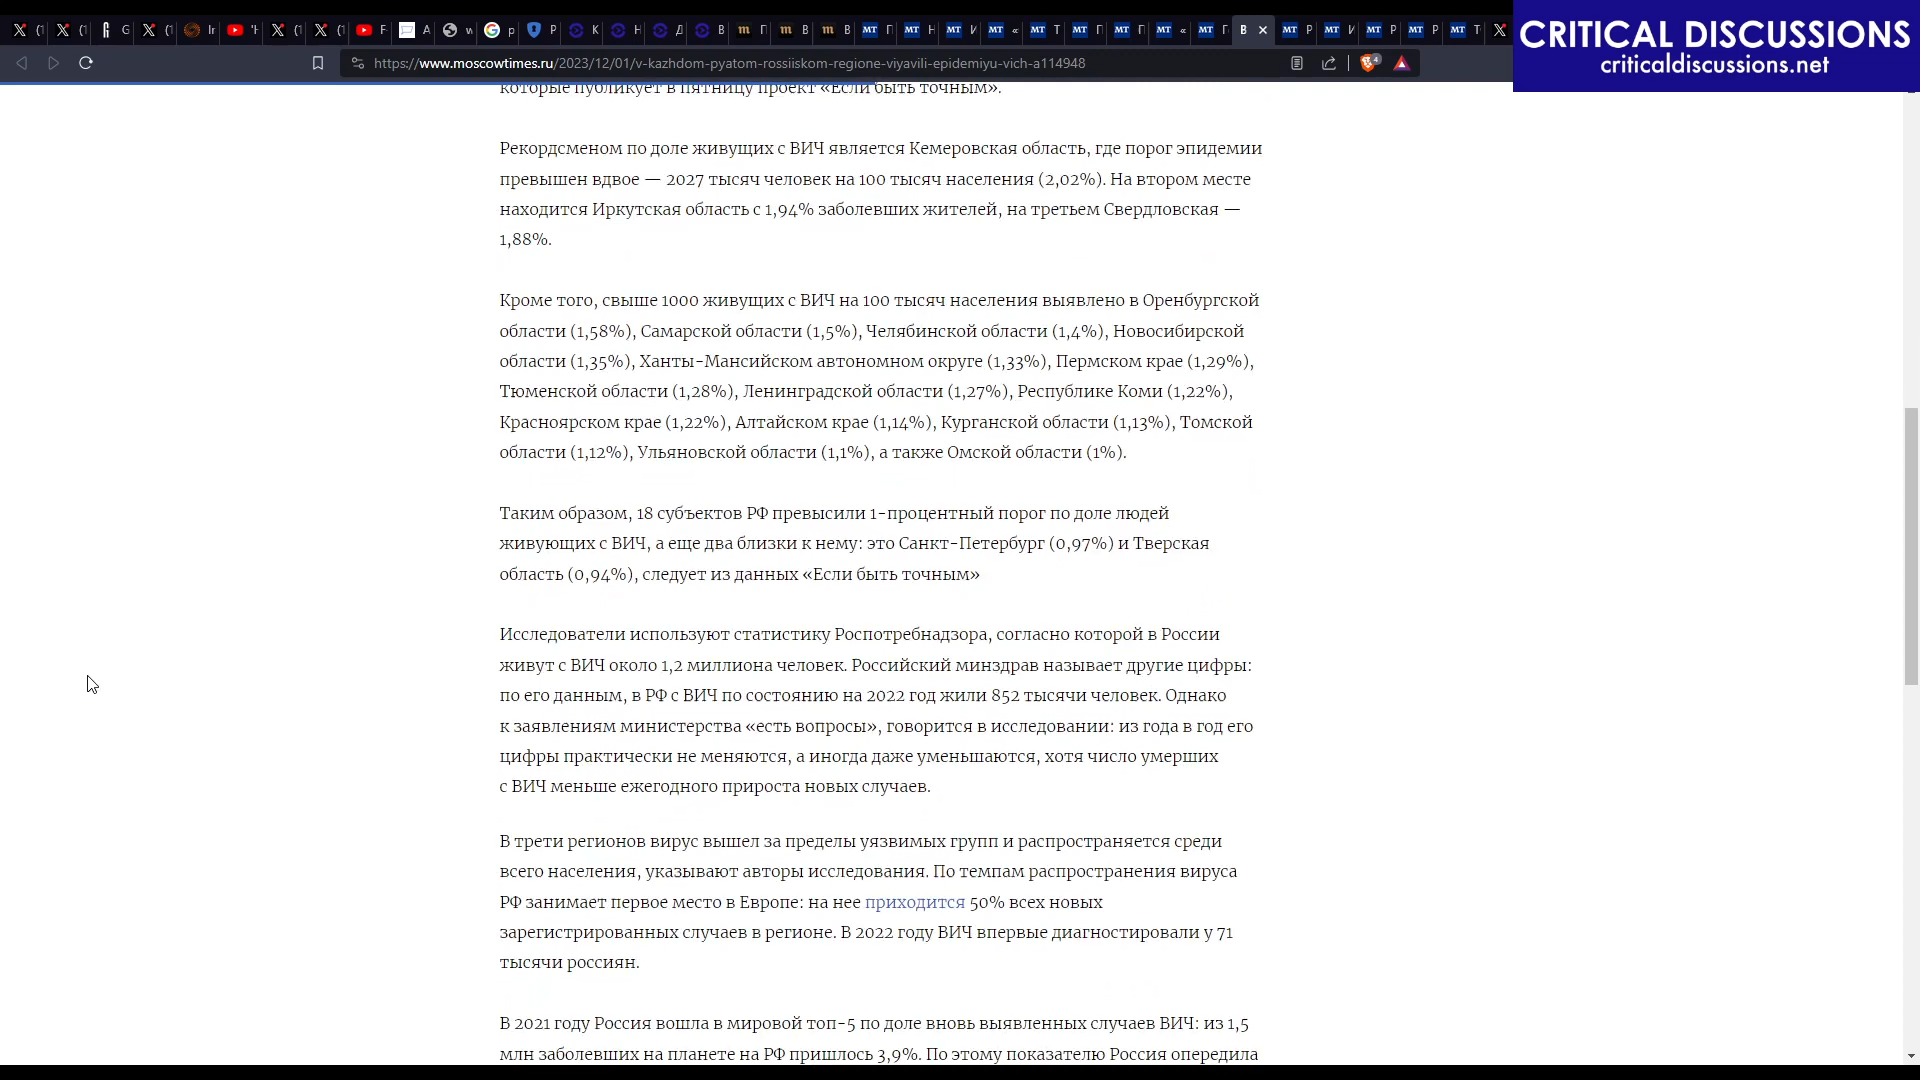 CRITICAL DISCUSSIONS
criticaldiscussions.net
https://www.moscowtimes.ru/2023/12/01/v-kazhdom-pyatom-rossiiskom-regione-viyavili-epidemiyu-vich-a114948
которые публикует в пятницу проект «Если быть точным».
Рекордсменом по доле живущих с ВИЧ является Кемеровская область, где порог эпидемии
превышен вдвое — 2027 тысяч человек на 100 тысяч населения (2,02%). На втором месте
находится Иркутская область с 1,94% заболевших жителей, на третьем Свердловская —
1,88%.
Кроме того, свыше 1000 живущих с ВИЧ на 100 тысяч населения выявлено в Оренбургской
области (1,58%), Самарской области (1,5%), Челябинской области (1,4%), Новосибирской
области (1,35%), Ханты-Мансийском автономном округе (1,33%), Пермском крае (1,29%),
Тюменской области (1,28%), Ленинградской области (1,27%), Республике Коми (1,22%),
Красноярском крае (1,22%), Алтайском крае (1,14%), Курганской области (1,13%), Томской
области (1,12%), Ульяновской области (1,1%), а также Омской области (1%).
Таким образом, 18 субъектов РФ превысили 1-процентный порог по доле людей
живующих с ВИЧ, а еще два близки к нему: это Санкт-Петербург (0,97%) и Тверская
область (0,94%), следует из данных «Если быть точным»
Исследователи используют статистику Роспотребнадзора, согласно которой в России
живут с ВИЧ около 1,2 миллиона человек. Российский минздрав называет другие цифры:
по его данным, в РФ с ВИЧ по состоянию на 2022 год жили 852 тысячи человек. Однако
к заявлениям министерства «есть вопросы», говорится в исследовании: из года в год его
цифры практически не меняются, а иногда даже уменьшаются, хотя число умерших
с ВИЧ меньше ежегодного прироста новых случаев.
В трети регионов вирус вышел за пределы уязвимых групп и распространяется среди
всего населения, указывают авторы исследования. По темпам распространения вируса
РФ занимает первое место в Европе: на нее приходится 50% всех новых
зарегистрированных случаев в регионе. В 2022 году ВИЧ впервые диагностировали у 71
тысячи россиян.
В 2021 году Россия вошла в мировой топ-5 по доле вновь выявленных случаев ВИЧ: из 1,5
млн заболевших на планете на РФ пришлось 3,9%. По этому показателю Россия опередила